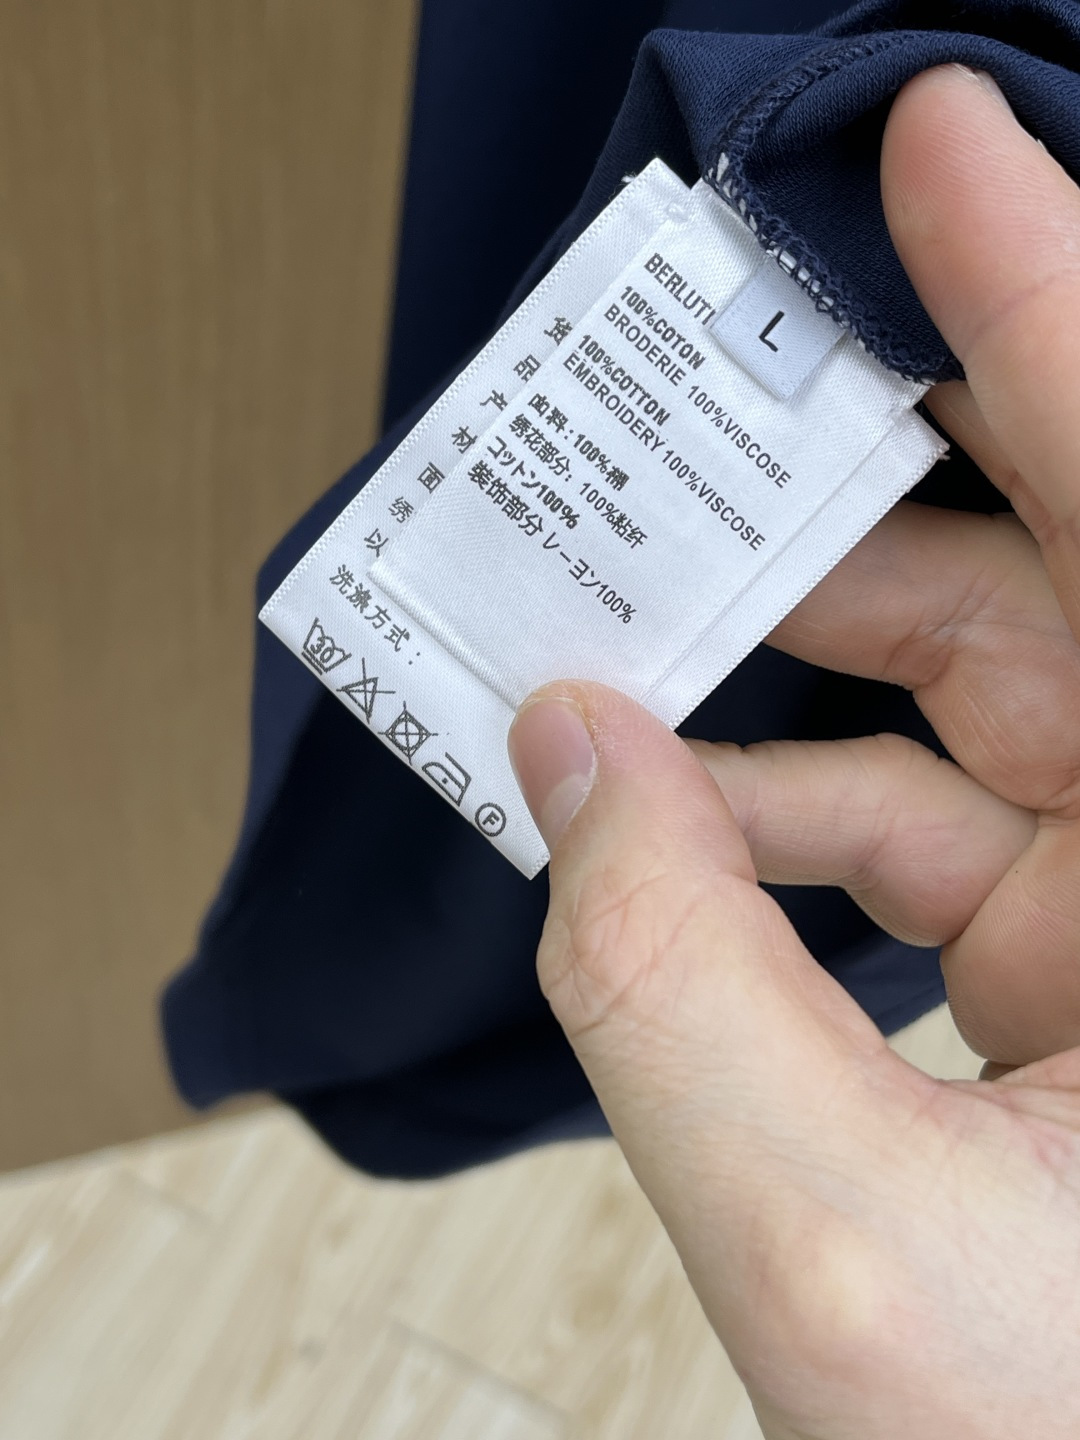 BERLUTI
L
100%COTON
BRODERIE 100%VISCOSE
100%COTTON
EMBROIDERY 100%VISCOSE
面料：100%棉
绣花部分：100%粘纤
コットン100%
装饰部分 レーヨン100%
货
品
产
材
面
绣
以
洗涤方式：
30
F